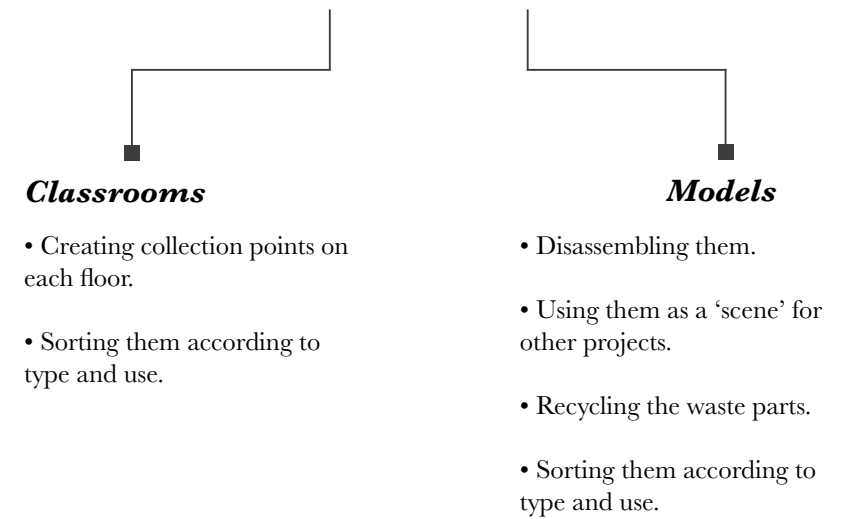 Classrooms
• Creating collection points on
each floor.
• Sorting them according to
type and use.
Models
• Disassembling them.
• Using them as a ‘scene’ for
other projects.
• Recycling the waste parts.
• Sorting them according to
type and use.